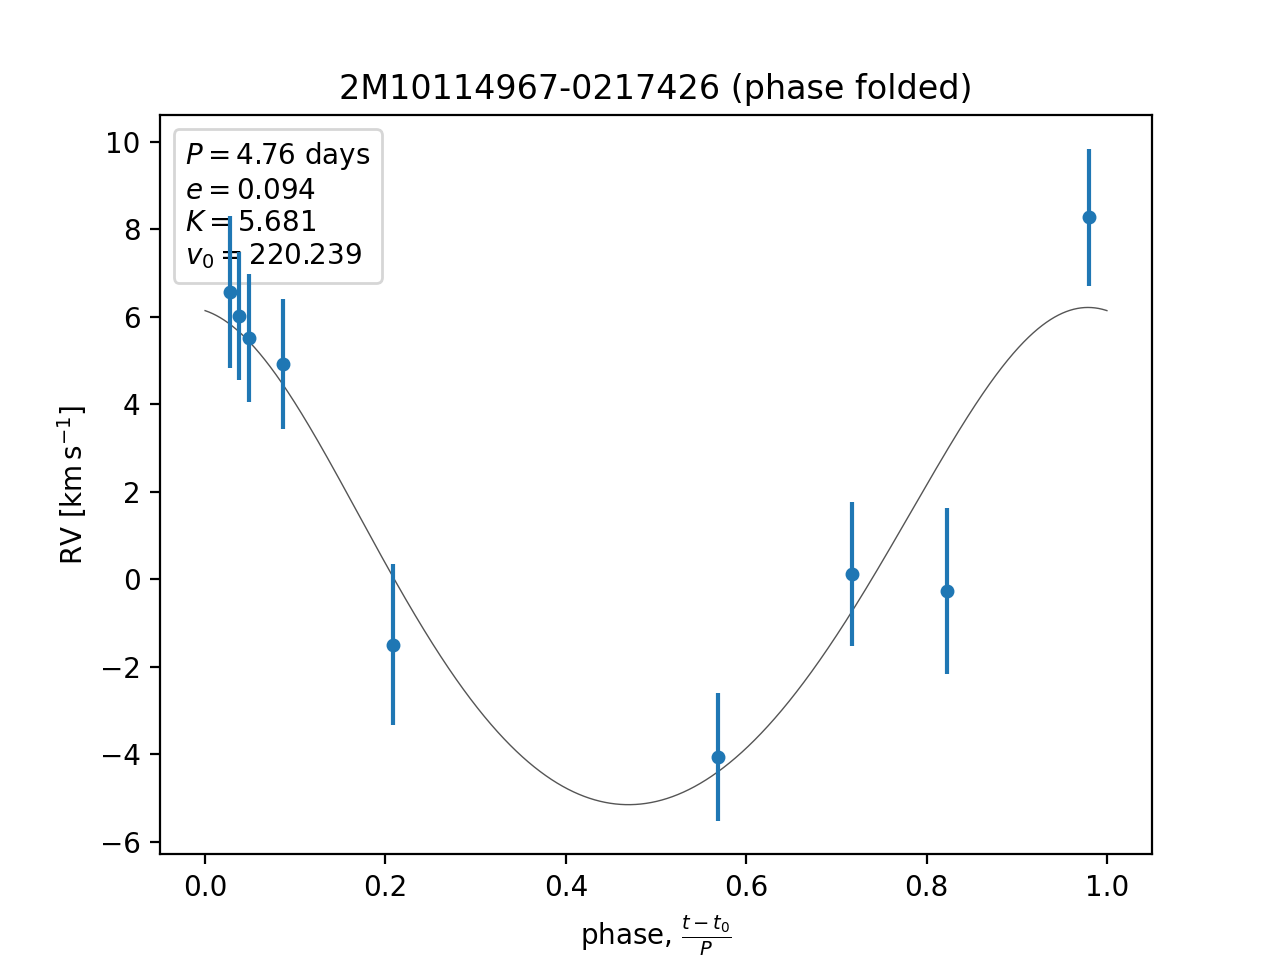 2M10114967-0217426 (phase folded)
P = 4.76 days
e = 0.094
K = 5.681
v₀ = 220.239
10
8
6
4
2
0
−2
−4
−6
RV [km s⁻¹]
0.0 0.2 0.4 0.6 0.8 1.0
phase, (t − t₀)/P